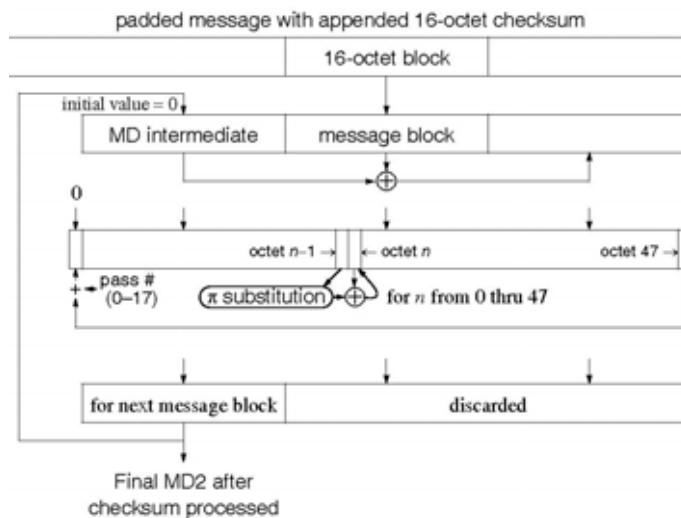 padded message with appended 16-octet checksum
16-octet block
initial value = 0
MD intermediate
message block
0
octet n–1
octet n
octet 47
+
pass #
(0–17)
π substitution
for n from 0 thru 47
for next message block
discarded
Final MD2 after
checksum processed